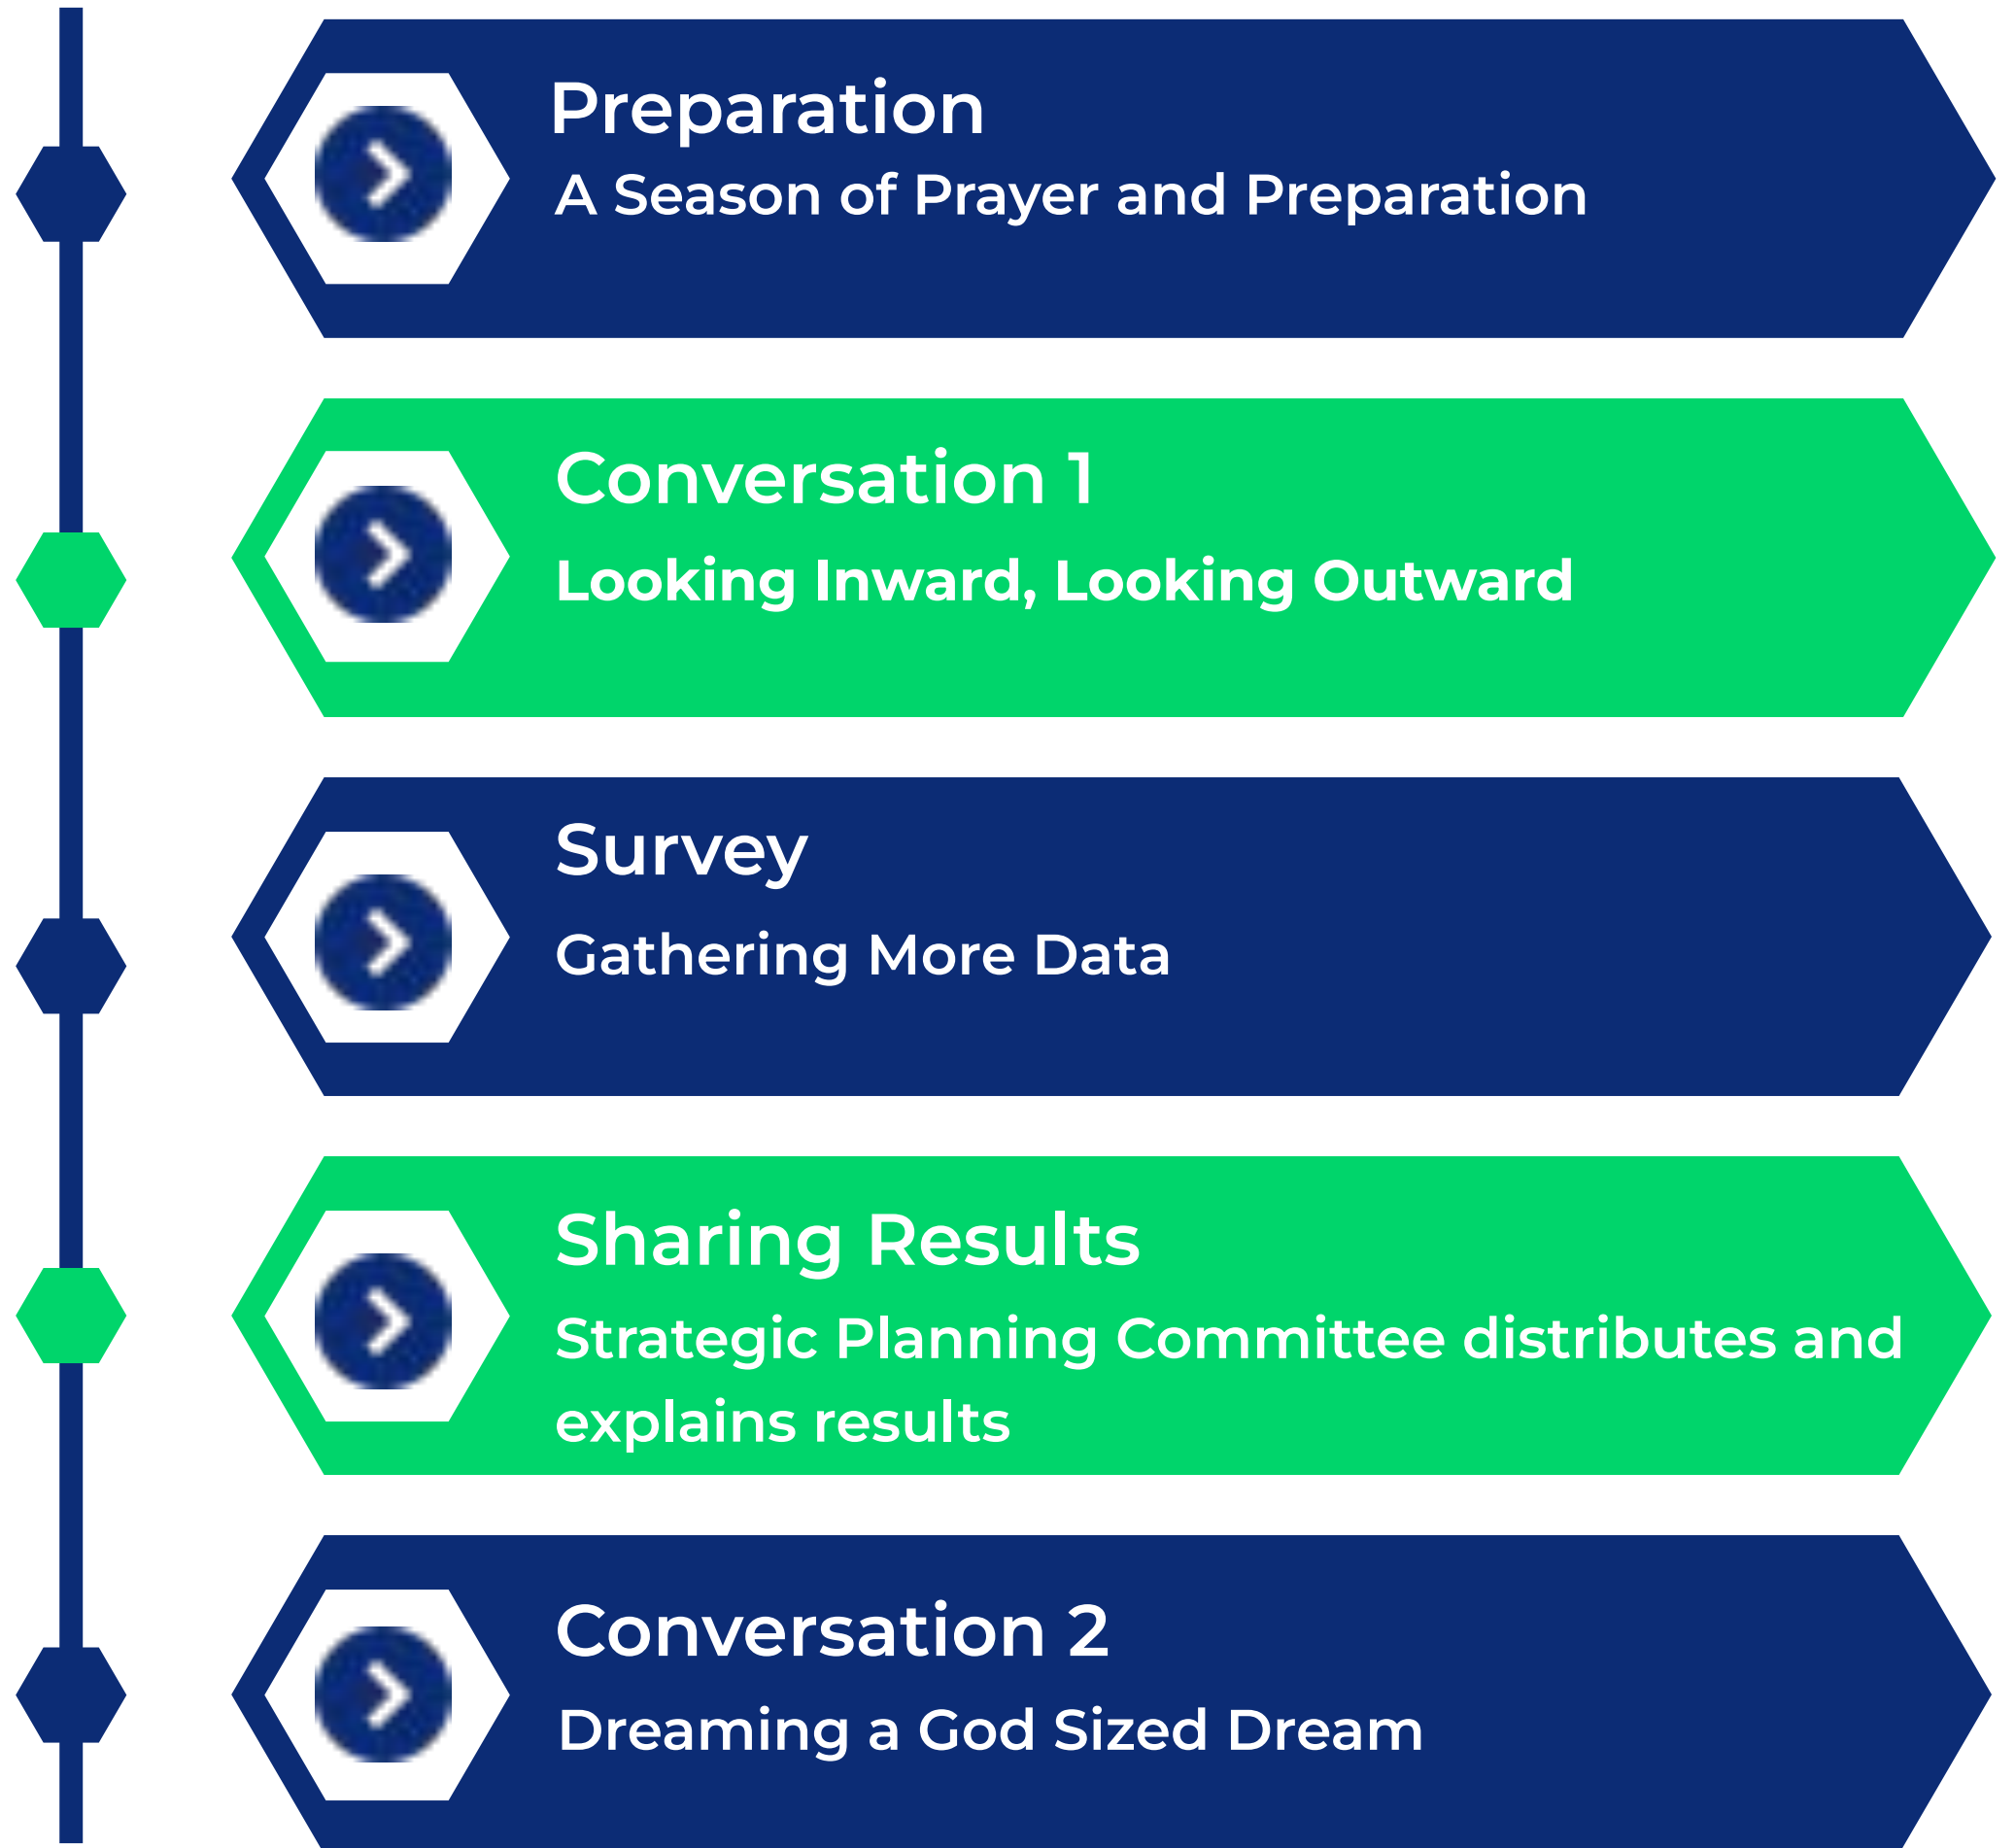 Preparation
A Season of Prayer and Preparation
Conversation 1
Looking Inward, Looking Outward
Survey
Gathering More Data
Sharing Results
Strategic Planning Committee distributes and
explains results
Conversation 2
Dreaming a God Sized Dream